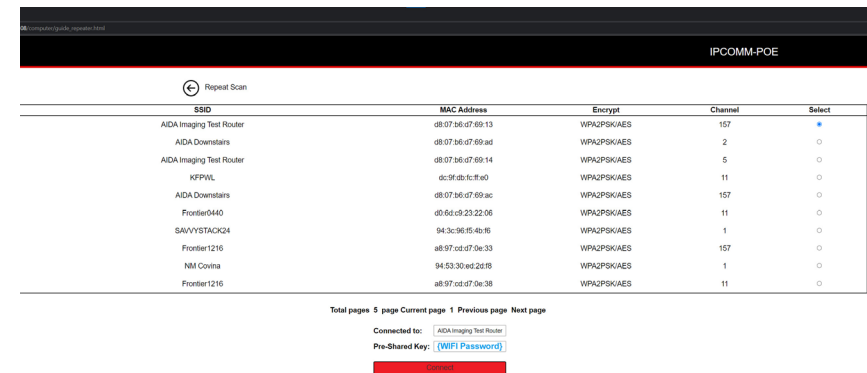 08/computer/guide_repeater.html
IPCOMM-POE
Repeat Scan
SSID MAC Address Encrypt Channel Select
AIDA Imaging Test Router d8:07:b6:d7:69:13 WPA2PSK/AES 157
AIDA Downstairs d8:07:b6:d7:69:ad WPA2PSK/AES 2
AIDA Imaging Test Router d8:07:b6:d7:69:14 WPA2PSK/AES 5
KFPWL dc:9f:db:fc:ff:e0 WPA2PSK/AES 11
AIDA Downstairs d8:07:b6:d7:69:ac WPA2PSK/AES 157
Frontier0440 d0:6d:c9:23:22:06 WPA2PSK/AES 11
SAVVYSTACK24 94:3c:96:f5:4b:f6 WPA2PSK/AES 1
Frontier1216 a8:97:cd:d7:0e:33 WPA2PSK/AES 157
NM Covina 94:53:30:ed:2d:f8 WPA2PSK/AES 1
Frontier1216 a8:97:cd:d7:0e:38 WPA2PSK/AES 11
Total pages 5 page Current page 1 Previous page Next page
Connected to: AIDA Imaging Test Router
Pre-Shared Key: {WIFI Password}
Connect